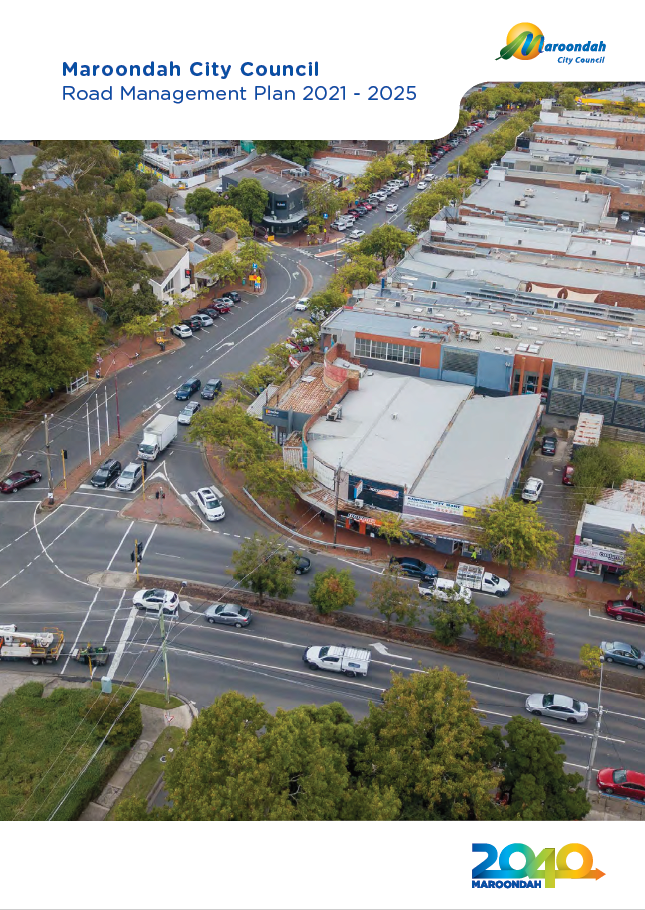 Maroondah City Council
Road Management Plan 2021 - 2025
Maroondah
City Council
2040
MAROONDAH